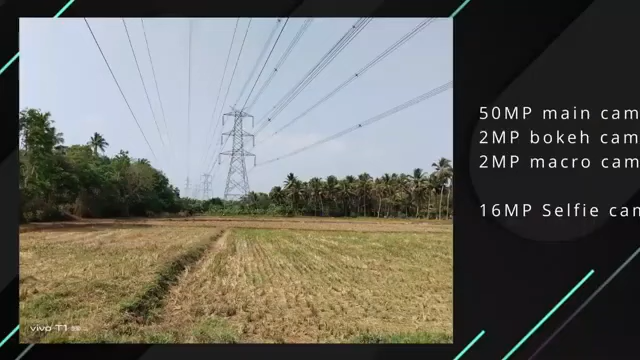 50MP main cam
2MP bokeh cam
2MP macro cam
16MP Selfie cam
vivo T1